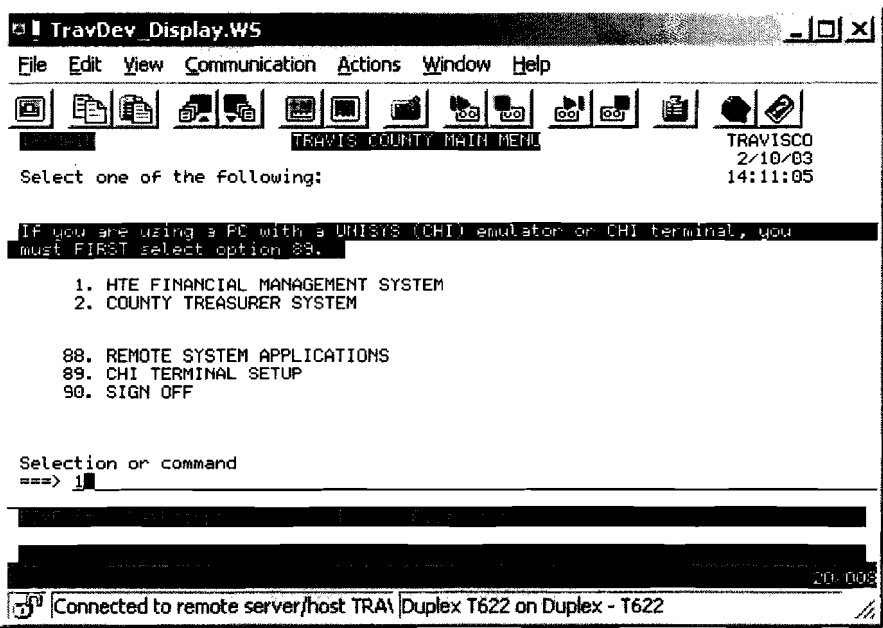 TravDev_Display.WS
File Edit View Communication Actions Window Help
TRAVIS COUNTY MAIN MENU TRAVISCO
2/10/03
Select one of the following: 14:11:05
If you are using a PC with a UNISYS (CHI) emulator or CHI terminal, you
must FIRST select option 89.
1. HTE FINANCIAL MANAGEMENT SYSTEM
2. COUNTY TREASURER SYSTEM
88. REMOTE SYSTEM APPLICATIONS
89. CHI TERMINAL SETUP
90. SIGN OFF
Selection or command
===> 1
20/008
Connected to remote server/host TRAV Duplex T622 on Duplex - T622